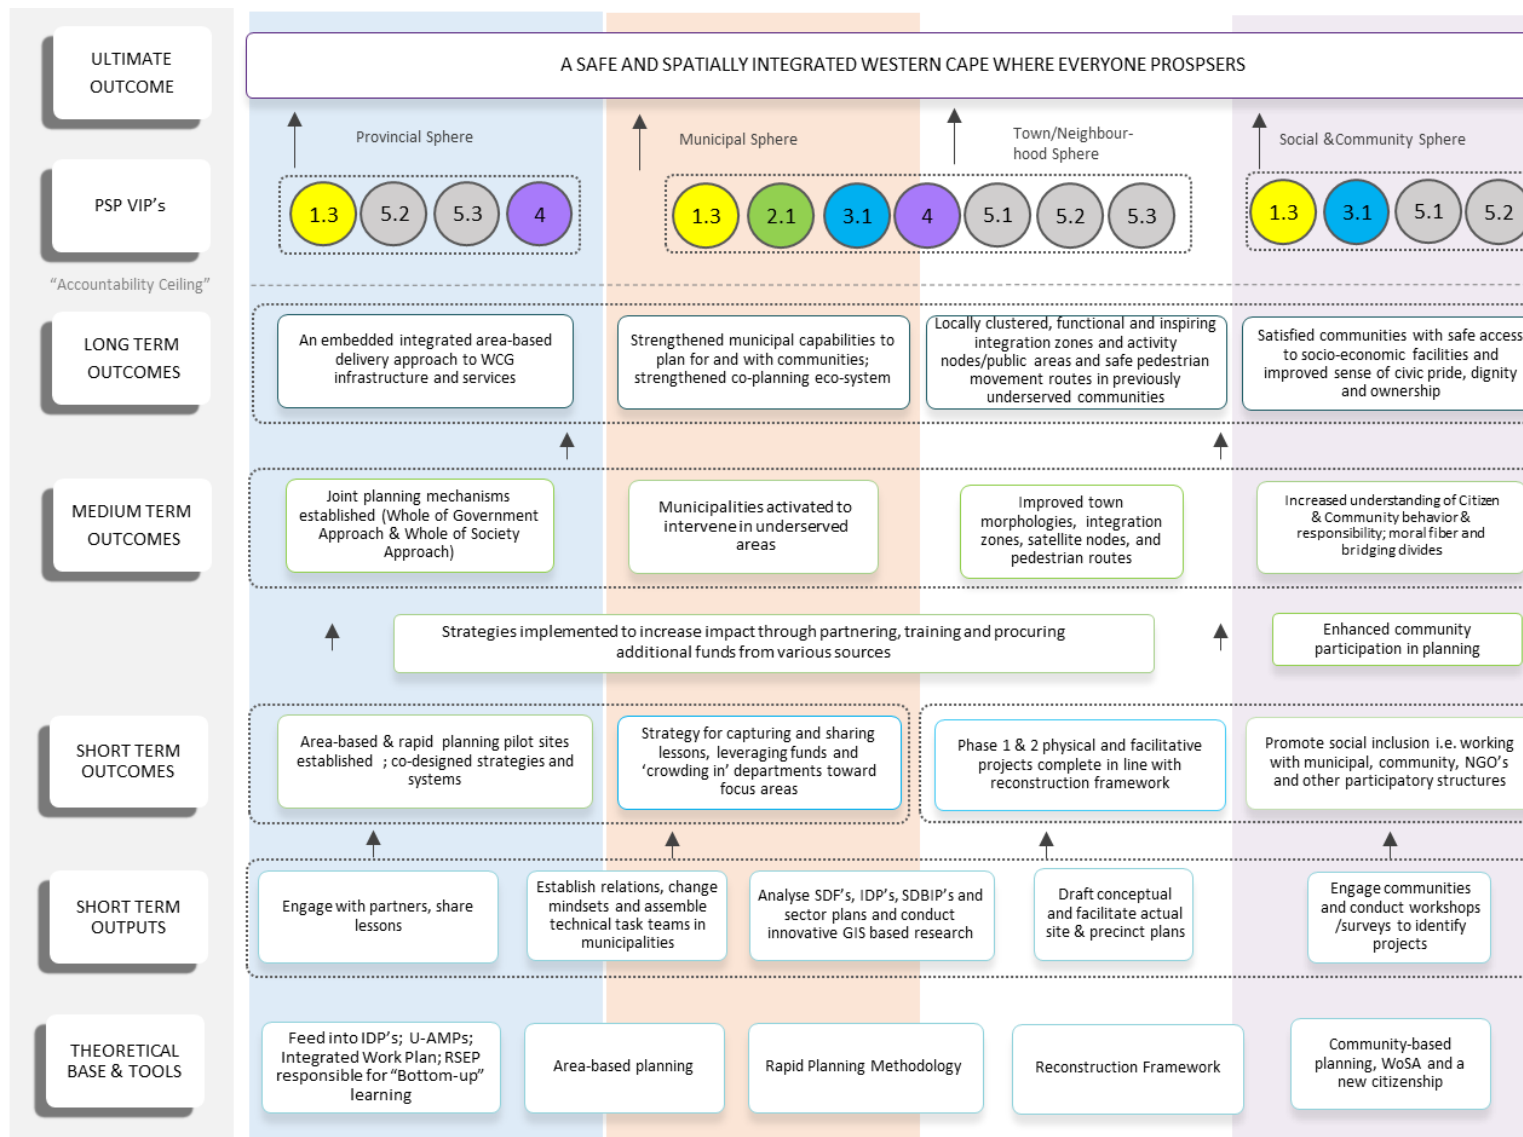 ULTIMATE
OUTCOME
A SAFE AND SPATIALLY INTEGRATED WESTERN CAPE WHERE EVERYONE PROSPSERS
Provincial Sphere
Municipal Sphere
Town/Neighbour-
hood Sphere
Social &Community Sphere
PSP VIP's
1.3 5.2 5.3 4
1.3 2.1 3.1 4 5.1 5.2 5.3
1.3 3.1 5.1 5.2
“Accountability Ceiling”
LONG TERM
OUTCOMES
An embedded integrated area-based
delivery approach to WCG
infrastructure and services
Strengthened municipal capabilities to
plan for and with communities;
strengthened co-planning eco-system
Locally clustered, functional and inspiring
integration zones and activity
nodes/public areas and safe pedestrian
movement routes in previously
underserved communities
Satisfied communities with safe access
to socio-economic facilities and
improved sense of civic pride, dignity
and ownership
MEDIUM TERM
OUTCOMES
Joint planning mechanisms
established (Whole of Government
Approach & Whole of Society
Approach)
Municipalities activated to
intervene in underserved
areas
Improved town
morphologies, integration
zones, satellite nodes, and
pedestrian routes
Increased understanding of Citizen
& Community behavior &
responsibility; moral fiber and
bridging divides
Strategies implemented to increase impact through partnering, training and procuring
additional funds from various sources
Enhanced community
participation in planning
SHORT TERM
OUTCOMES
Area-based & rapid planning pilot sites
established ; co-designed strategies and
systems
Strategy for capturing and sharing
lessons, leveraging funds and
‘crowding in’ departments toward
focus areas
Phase 1 & 2 physical and facilitative
projects complete in line with
reconstruction framework
Promote social inclusion i.e. working
with municipal, community, NGO's
and other participatory structures
SHORT TERM
OUTPUTS
Engage with partners, share
lessons
Establish relations, change
mindsets and assemble
technical task teams in
municipalities
Analyse SDF's, IDP's, SDBIP's and
sector plans and conduct
innovative GIS based research
Draft conceptual
and facilitate actual
site & precinct plans
Engage communities
and conduct workshops
/surveys to identify
projects
THEORETICAL
BASE & TOOLS
Feed into IDP's; U-AMPs;
Integrated Work Plan; RSEP
responsible for “Bottom-up”
learning
Area-based planning
Rapid Planning Methodology
Reconstruction Framework
Community-based
planning, WoSA and a
new citizenship